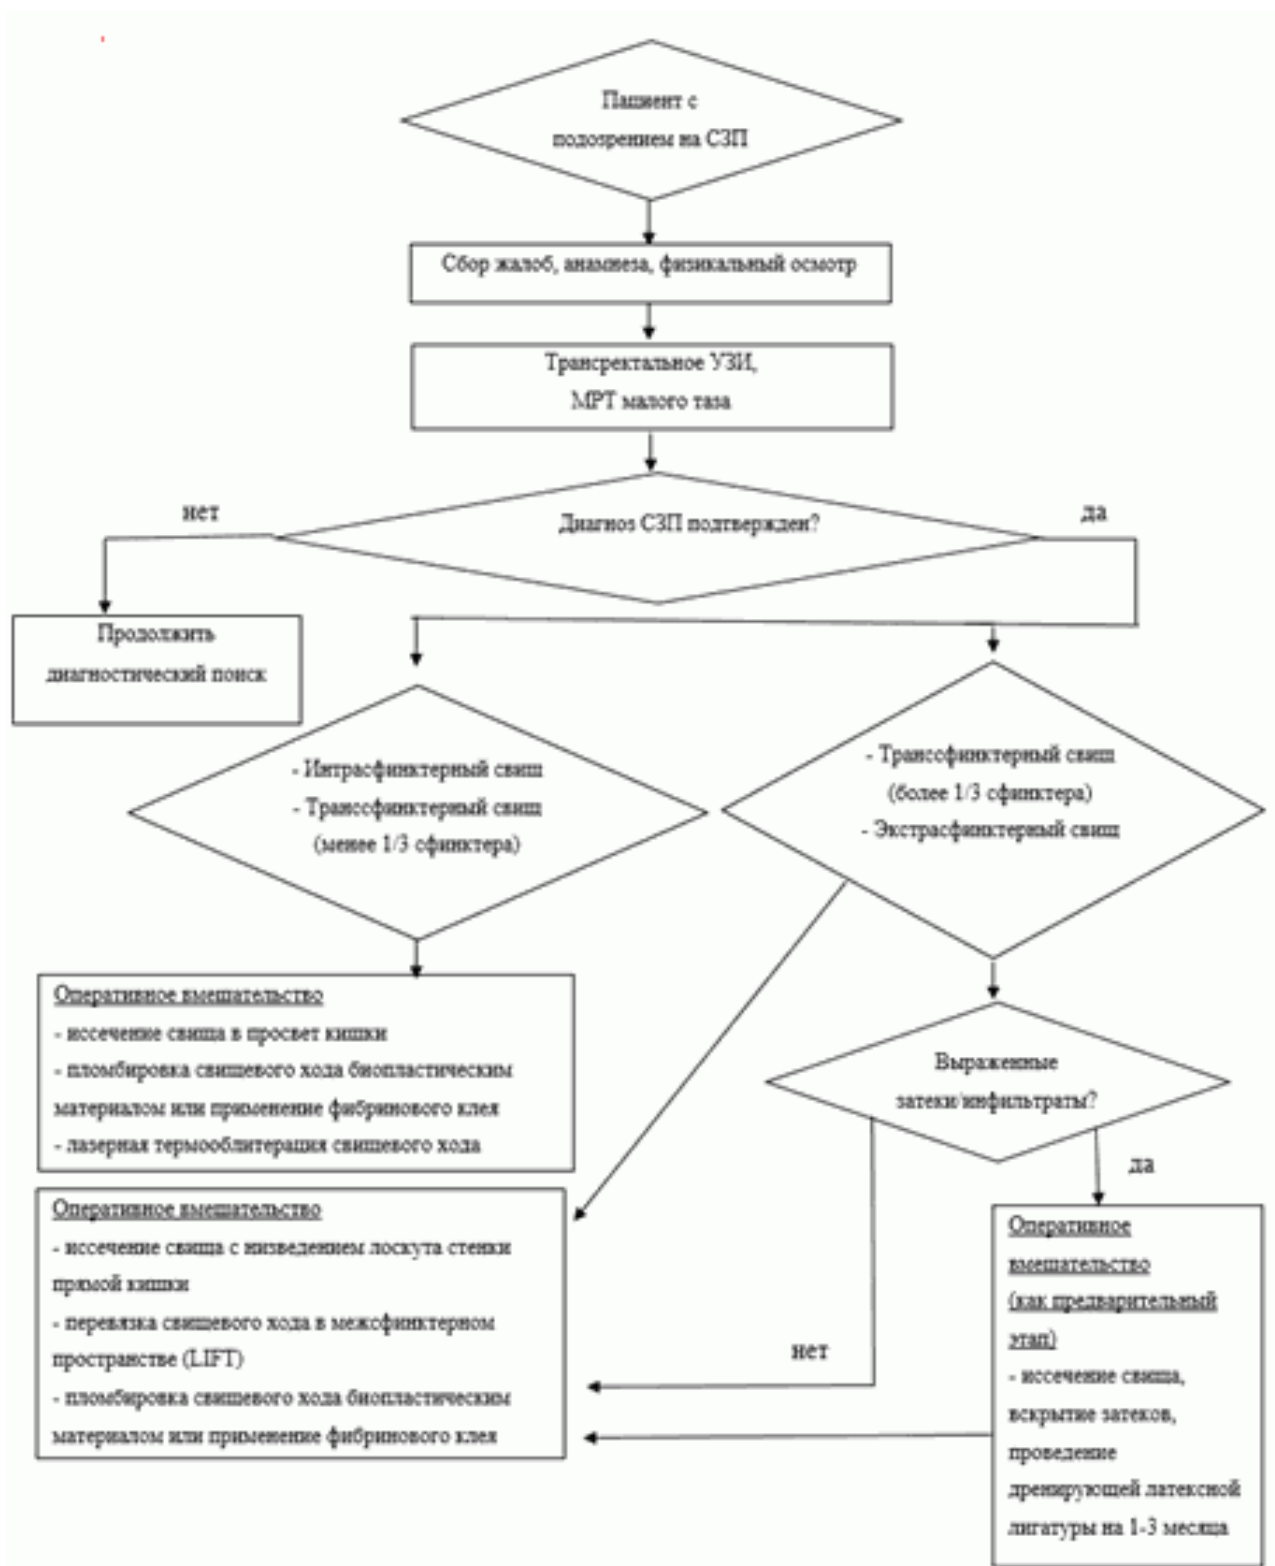 Пациент с
подозрением на СЗП
Сбор жалоб, анамнеза, физикальный осмотр
Трансректальное УЗИ,
МРТ малого таза
Диагноз СЗП подтвержден?
нет
да
Продолжить
диагностический поиск
- Интрасфинктерный свищ
- Транссфинктерный свищ
(менее 1/3 сфинктера)
- Транссфинктерный свищ
(более 1/3 сфинктера)
- Экстрасфинктерный свищ
Оперативное вмешательство
- иссечение свища в просвет кишки
- пломбировка свищевого хода биопластическим
материалом или применение фибринового клея
- лазерная термооблитерация свищевого хода
Выраженные
затеки/инфильтраты?
нет
да
Оперативное вмешательство
- иссечение свища с низведением лоскута стенки
прямой кишки
- перевязка свищевого хода в межсфинктерном
пространстве (LIFT)
- пломбировка свищевого хода биопластическим
материалом или применение фибринового клея
Оперативное
вмешательство
(как предварительный
этап)
- иссечение свища,
вскрытие затеков,
проведение
дренирующей латексной
лигатуры на 1-3 месяца